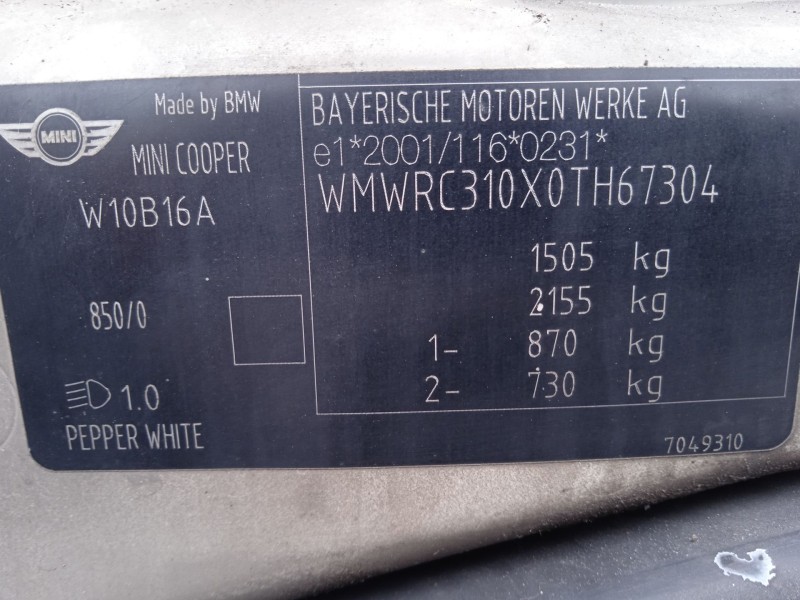 Made by BMW
MINI
MINI COOPER
W10B16A
850/0
1.0
PEPPER WHITE
BAYERISCHE MOTOREN WERKE AG
e1*2001/116*0231*
WMWRC310X0TH67304
1505 kg
2155 kg
1- 870 kg
2- 730 kg
7049310